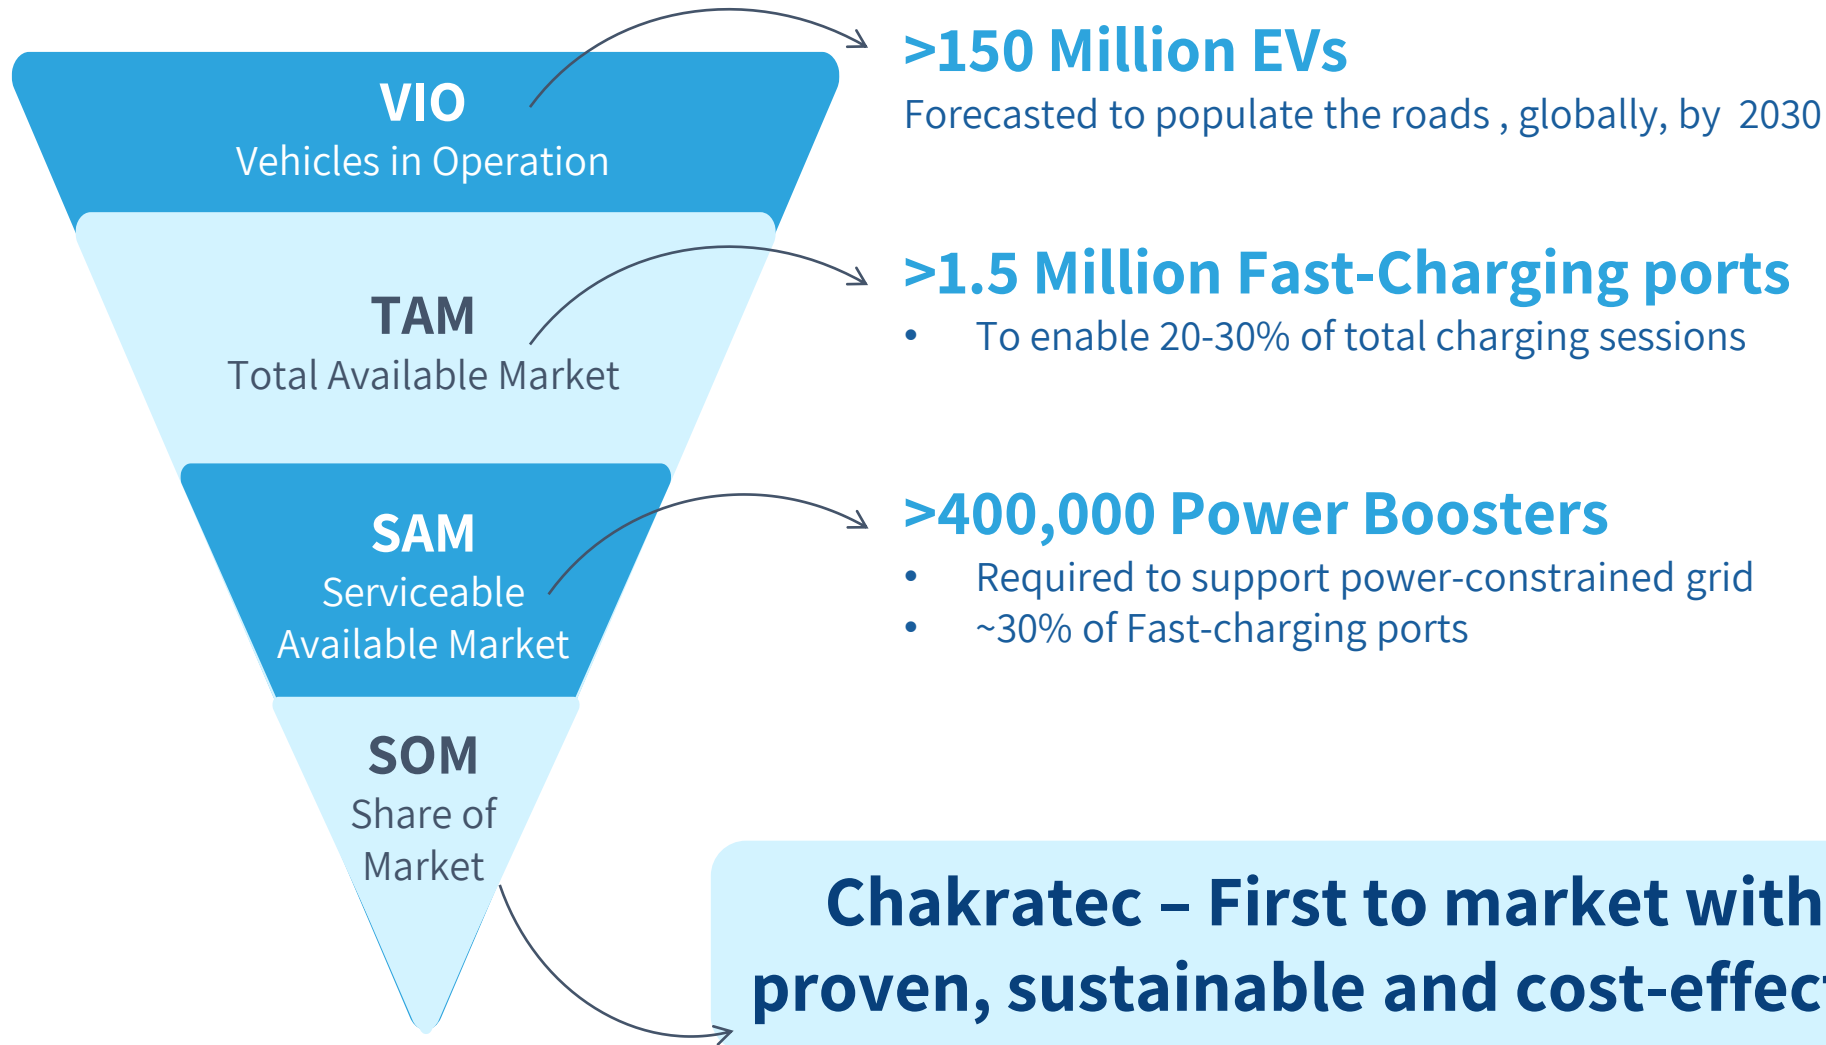 VIO
Vehicles in Operation
>150 Million EVs
Forecasted to populate the roads , globally, by 2030
TAM
Total Available Market
>1.5 Million Fast-Charging ports
• To enable 20-30% of total charging sessions
SAM
Serviceable
Available Market
>400,000 Power Boosters
• Required to support power-constrained grid
• ~30% of Fast-charging ports
SOM
Share of
Market
Chakratec – First to market with
proven, sustainable and